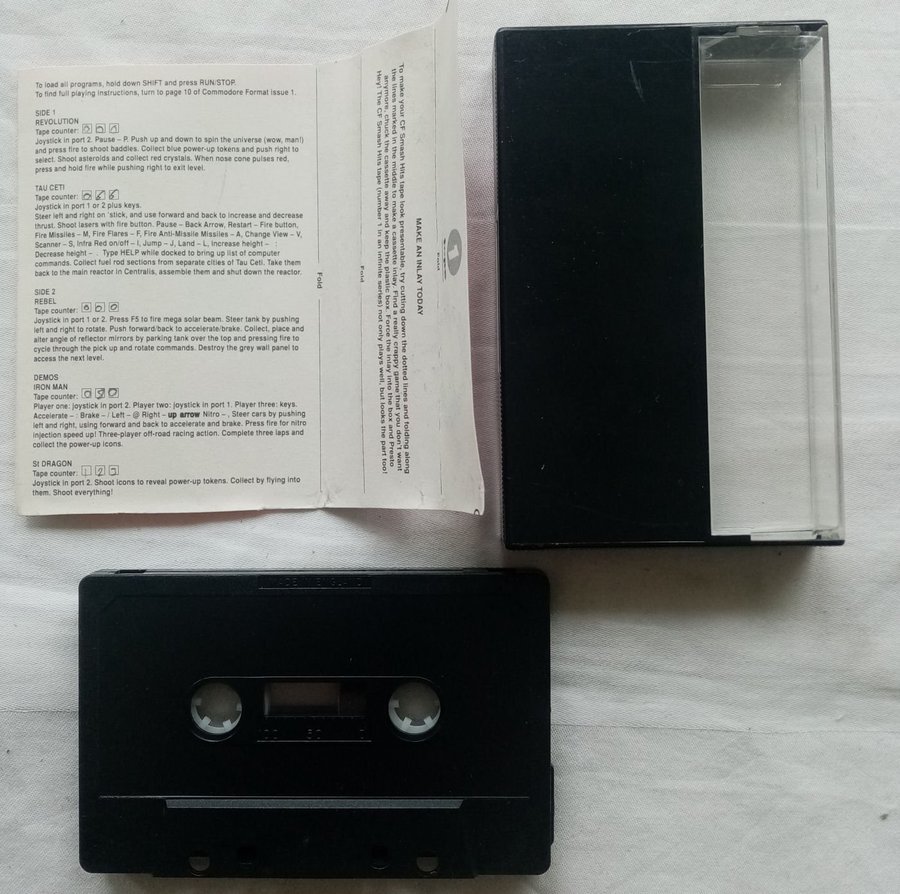 To load all programs, hold down SHIFT and press RUN/STOP.
To find full playing instructions, turn to page 10 of Commodore Format issue 1.
SIDE 1
REVOLUTION
Tape counter:
Joystick in port 2. Pause – P. Push up and down to spin the universe (wow, man!)
and press fire to shoot baddies. Collect blue power-up tokens and push right to
select. Shoot asteroids and collect red crystals. When nose cone pulses red,
press and hold fire while pushing right to exit level.
TAU CETI
Tape counter:
Joystick in port 1 or 2 plus keys.
Steer left and right on 'stick, and use forward and back to increase and decrease
thrust. Shoot lasers with fire button. Pause – Back Arrow, Restart – Fire button,
Fire Missiles – M, Fire Flares – F, Fire Anti-Missile Missiles – A, Change View – V,
Scanner – S, Infra Red on/off – I, Jump – J, Land – L, Increase height – :
Decrease height – . Type HELP while docked to bring up list of computer
commands. Collect fuel rod sections from separate cities of Tau Ceti. Take them
back to the main reactor in Centralis, assemble them and shut down the reactor.
SIDE 2
REBEL
Tape counter:
Joystick in port 1 or 2. Press F5 to fire mega solar beam. Steer tank by pushing
left and right to rotate. Push forward/back to accelerate/brake. Collect, place and
alter angle of reflector mirrors by parking tank over the top and pressing fire to
cycle through the pick up and rotate commands. Destroy the grey wall panel to
access the next level.
DEMOS
IRON MAN
Tape counter:
Player one: joystick in port 2. Player two: joystick in port 1. Player three: keys.
Accelerate – : Brake – / Left – @ Right – up arrow Nitro – , Steer cars by pushing
left and right, using forward and back to accelerate and brake. Press fire for nitro
injection speed up! Three-player off-road racing action. Complete three laps and
collect the power-up icons.
St DRAGON
Tape counter: 1 2 3
Joystick in port 2. Shoot icons to reveal power-up tokens. Collect by flying into
them. Shoot everything!
Fold
Fold
Fold
1
MAKE AN INLAY TODAY
To make your CF Smash Hits tape look presentable, try cutting down the dotted lines and folding along
the lines marked in the middle to make a cassette inlay. Find a really crappy game that you don't want
anymore, chuck the cassette away and keep the plastic box. Force the inlay into the box and Presto
Hey! The CF Smash Hits tape (number 1 in an infinite series) not only plays well, but looks the part too!
MADE IN ENGLAND
100 50 0